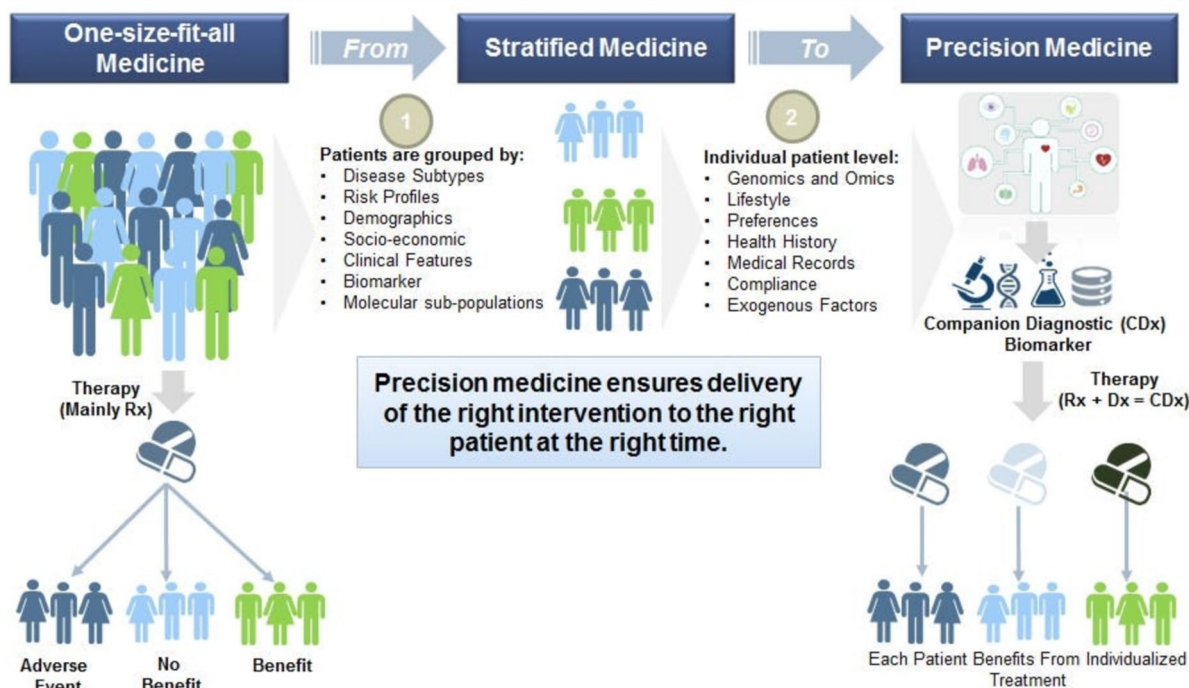 One-size-fit-all
Medicine
From
Stratified Medicine
To
Precision Medicine
1
Patients are grouped by:
• Disease Subtypes
• Risk Profiles
• Demographics
• Socio-economic
• Clinical Features
• Biomarker
• Molecular sub-populations
2
Individual patient level:
• Genomics and Omics
• Lifestyle
• Preferences
• Health History
• Medical Records
• Compliance
• Exogenous Factors
Companion Diagnostic (CDx)
Biomarker
Therapy
(Mainly Rx)
Precision medicine ensures delivery
of the right intervention to the right
patient at the right time.
Therapy
(Rx + Dx = CDx)
Adverse
Event
No
Benefit
Benefit
Each Patient Benefits From Individualized
Treatment